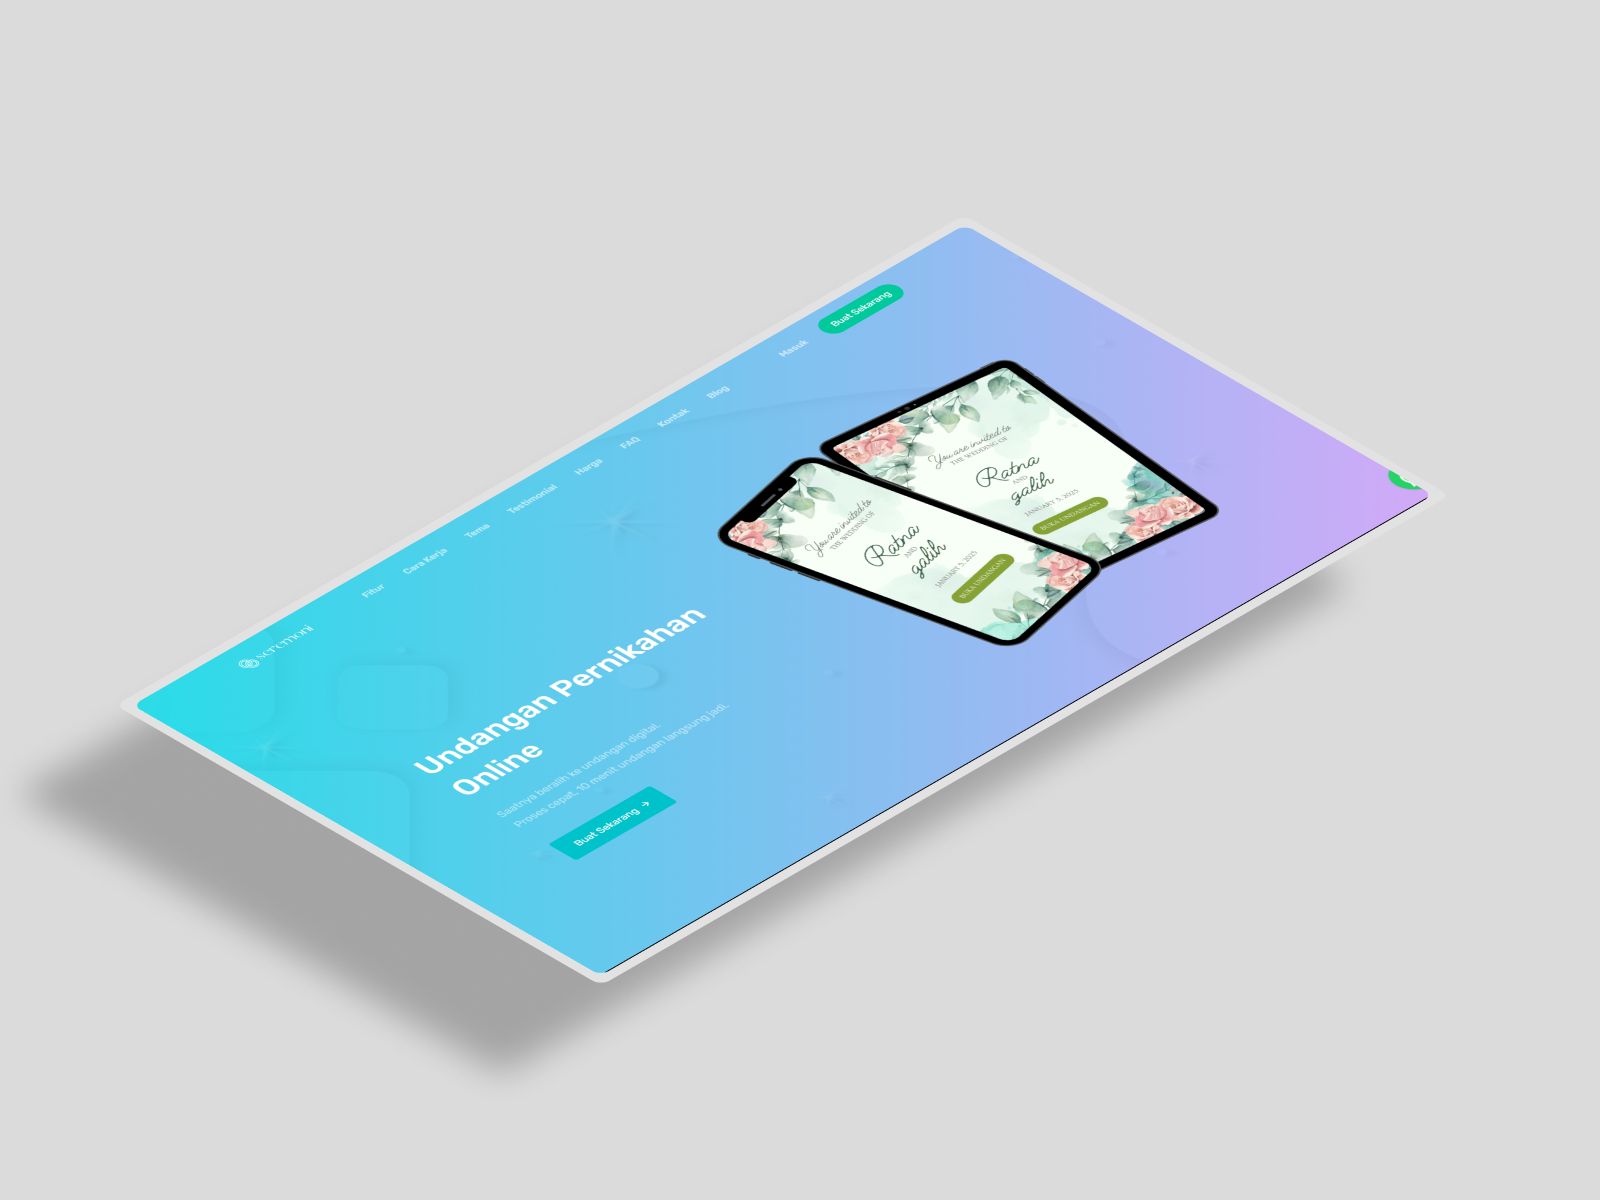 seremoni
Fitur
Cara Kerja
Tema
Testimonial
Harga
FAQ
Kontak
Blog
Masuk
Buat Sekarang
Undangan Pernikahan
Online
Saatnya beralih ke undangan digital.
Proses cepat, 10 menit undangan langsung jadi.
Buat Sekarang →
You are invited to
THE WEDDING OF
Ratna
AND
galih
JANUARY 5, 2025
BUKA UNDANGAN
You are invited to
THE WEDDING OF
Ratna
AND
galih
JANUARY 5, 2025
BUKA UNDANGAN